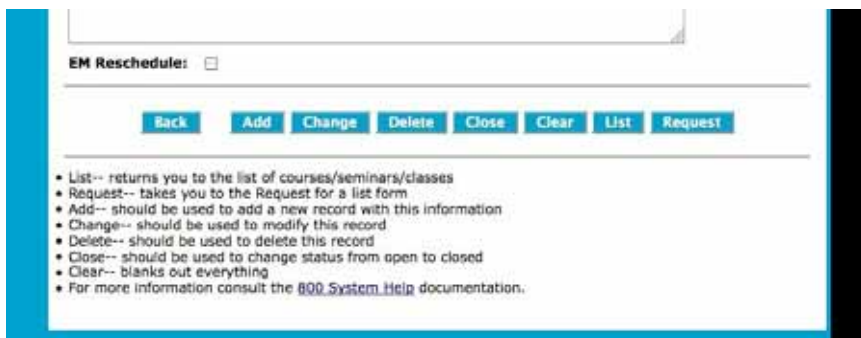 EM Reschedule:
Back Add Change Delete Close Clear List Request
• List-- returns you to the list of courses/seminars/classes
• Request-- takes you to the Request for a list form
• Add-- should be used to add a new record with this information
• Change-- should be used to modify this record
• Delete-- should be used to delete this record
• Close-- should be used to change status from open to closed
• Clear-- blanks out everything
• For more information consult the 800 System Help documentation.